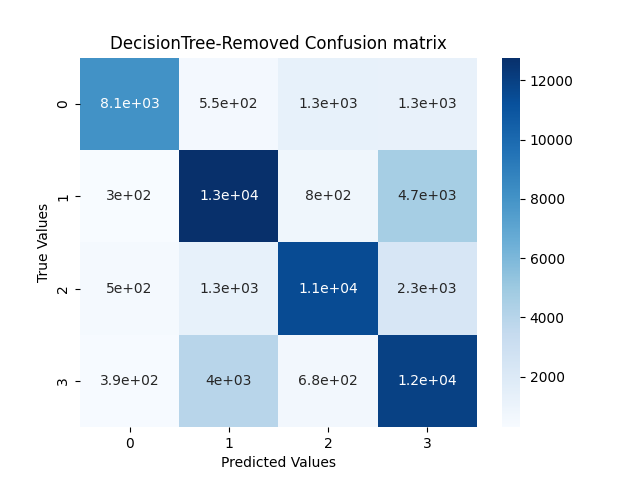 DecisionTree-Removed Confusion matrix
0 8.1e+03 5.5e+02 1.3e+03 1.3e+03
1 3e+02 1.3e+04 8e+02 4.7e+03
2 5e+02 1.3e+03 1.1e+04 2.3e+03
3 3.9e+02 4e+03 6.8e+02 1.2e+04
0 1 2 3
Predicted Values
True Values
12000
10000
8000
6000
4000
2000